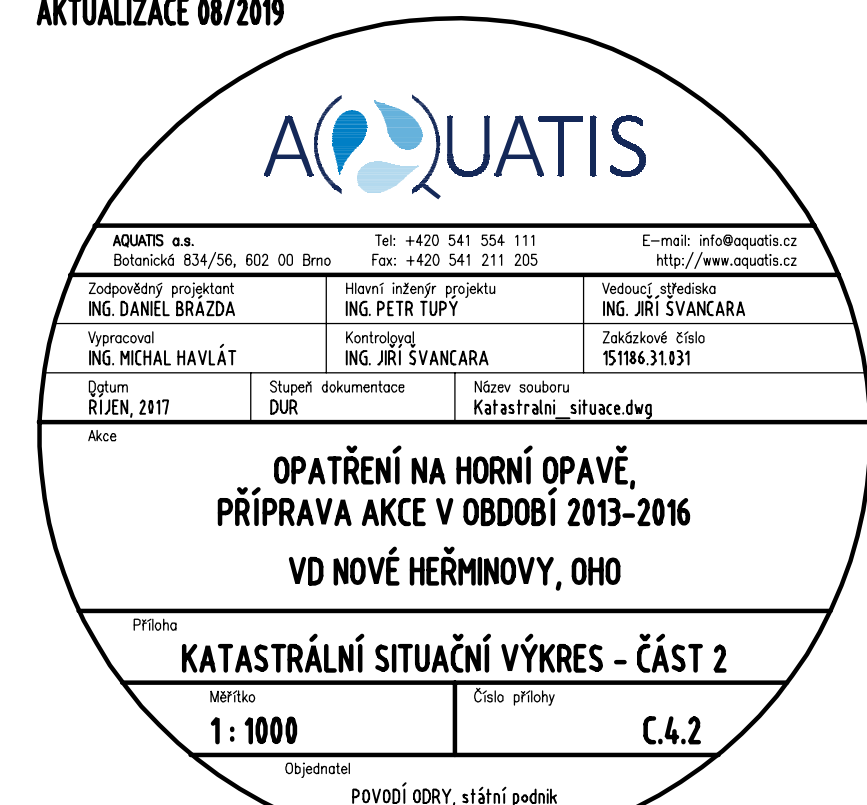 AKTUALIZACE 08/2019
AQUATIS
AQUATIS a.s. Tel: +420 541 554 111 E-mail: info@aquatis.cz
Botanická 834/56, 602 00 Brno Fax: +420 541 211 205 http://www.aquatis.cz
Zodpovědný projektant Hlavní inženýr projektu Vedoucí střediska
ING. DANIEL BRÁZDA ING. PETR TUPÝ ING. JIŘÍ ŠVANCARA
Vypracoval Kontroloval Zakázkové číslo
ING. MICHAL HAVLÁT ING. JIŘÍ ŠVANCARA 151186.31.031
Datum Stupeň dokumentace Název souboru
ŘÍJEN, 2017 DUR Katastralni_situace.dwg
Akce
OPATŘENÍ NA HORNÍ OPAVĚ,
PŘÍPRAVA AKCE V OBDOBÍ 2013-2016
VD NOVÉ HEŘMINOVY, OHO
Příloha
KATASTRÁLNÍ SITUAČNÍ VÝKRES - ČÁST 2
Měřítko Číslo přílohy
1 : 1000 C.4.2
Objednatel
POVODÍ ODRY, státní podnik